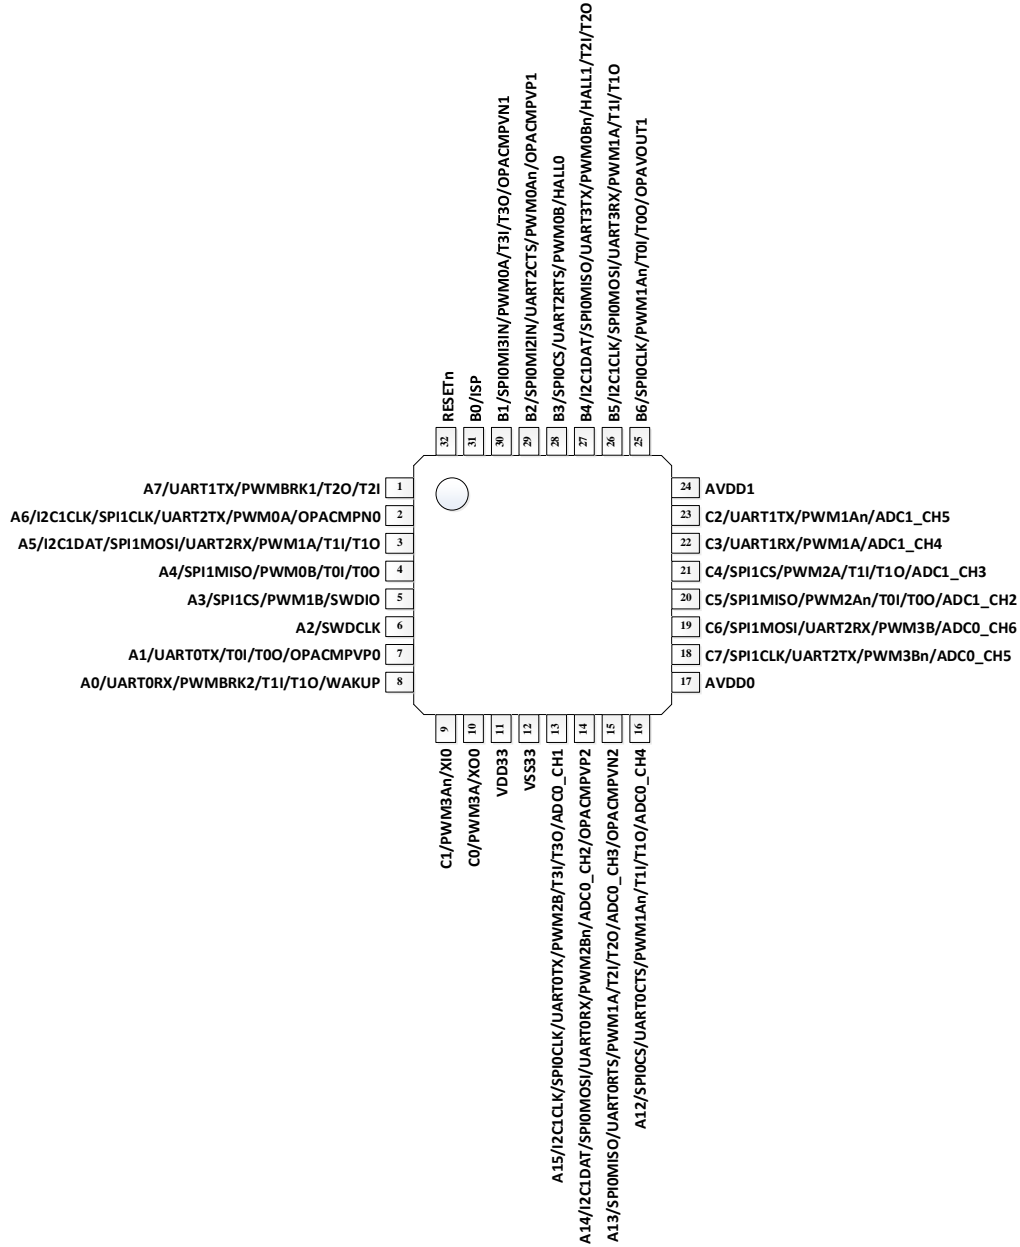 B4/I2C1DAT/SPI0MISO/UART3TX/PWM0Bn/HALL1/T2I/T2O
B5/I2C1CLK/SPI0MOSI/UART3RX/PWM1A/T1I/T1O
B1/SPI0MI3IN/PWM0A/T3I/T3O/OPACMPVN1
B2/SPI0MI2IN/UART2CTS/PWM0An/OPACMPVP1
B6/SPI0CLK/PWM1An/T0I/T0O/OPAVOUT1
B3/SPI0CS/UART2RTS/PWM0B/HALL0
RESETn
B0/ISP
32
31
30
29
28
27
26
25
A7/UART1TX/PWMBRK1/T2O/T2I 1
24 AVDD1
A6/I2C1CLK/SPI1CLK/UART2TX/PWM0A/OPACMPN0 2
23 C2/UART1TX/PWM1An/ADC1_CH5
A5/I2C1DAT/SPI1MOSI/UART2RX/PWM1A/T1I/T1O 3
22 C3/UART1RX/PWM1A/ADC1_CH4
A4/SPI1MISO/PWM0B/T0I/T0O 4
21 C4/SPI1CS/PWM2A/T1I/T1O/ADC1_CH3
A3/SPI1CS/PWM1B/SWDIO 5
20 C5/SPI1MISO/PWM2An/T0I/T0O/ADC1_CH2
A2/SWDCLK 6
19 C6/SPI1MOSI/UART2RX/PWM3B/ADC0_CH6
A1/UART0TX/T0I/T0O/OPACMPVP0 7
18 C7/SPI1CLK/UART2TX/PWM3Bn/ADC0_CH5
A0/UART0RX/PWMBRK2/T1I/T1O/WAKUP 8
17 AVDD0
9
10
11
12
13
14
15
16
C1/PWM3An/XI0
C0/PWM3A/XO0
VDD33
VSS33
A15/I2C1CLK/SPI0CLK/UART0TX/PWM2B/T3I/T3O/ADC0_CH1
A14/I2C1DAT/SPI0MOSI/UART0RX/PWM2Bn/ADC0_CH2/OPACMPVP2
A13/SPI0MISO/UART0RTS/PWM1A/T2I/T2O/ADC0_CH3/OPACMPVN2
A12/SPI0CS/UART0CTS/PWM1An/T1I/T1O/ADC0_CH4